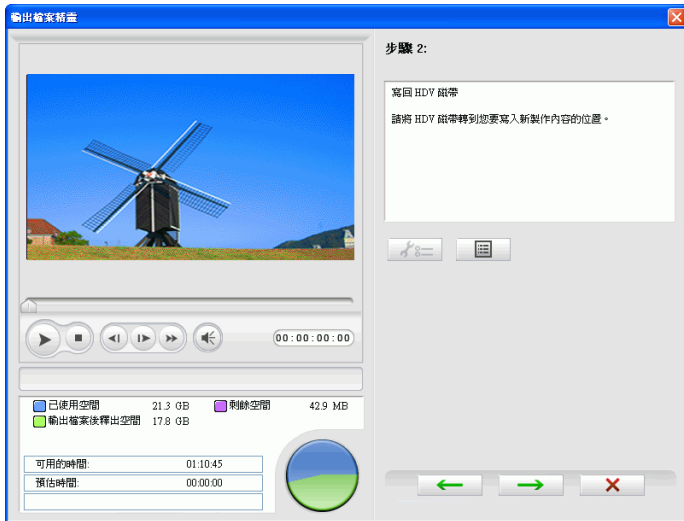 輸出檔案精靈
步驟 2:
寫回 HDV 磁帶
請將 HDV 磁帶轉到您要寫入新製作內容的位置。
00:00:00:00
已使用空間 21.3 GB 剩餘空間 42.9 MB
輸出檔案後釋出空間 17.8 GB
可用的時間: 01:10:45
預估時間: 00:00:00